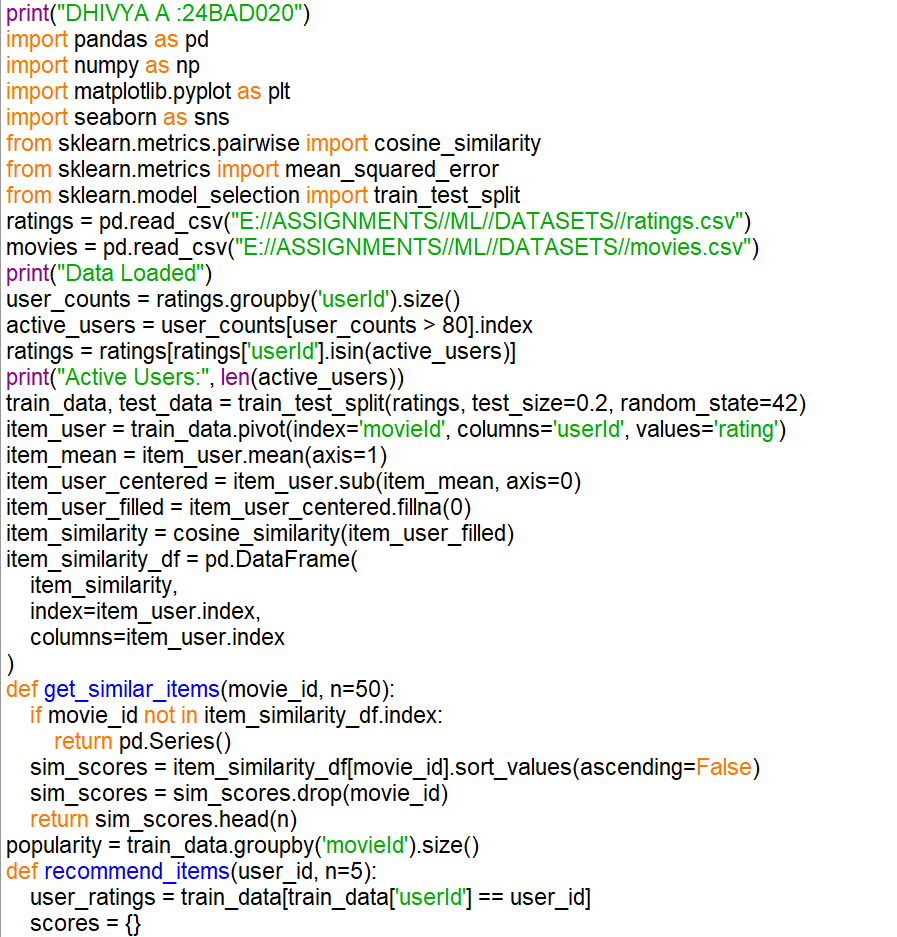 print("DHIVYA A :24BAD020")
import pandas as pd
import numpy as np
import matplotlib.pyplot as plt
import seaborn as sns
from sklearn.metrics.pairwise import cosine_similarity
from sklearn.metrics import mean_squared_error
from sklearn.model_selection import train_test_split
ratings = pd.read_csv("E://ASSIGNMENTS//ML//DATASETS//ratings.csv")
movies = pd.read_csv("E://ASSIGNMENTS//ML//DATASETS//movies.csv")
print("Data Loaded")
user_counts = ratings.groupby('userId').size()
active_users = user_counts[user_counts > 80].index
ratings = ratings[ratings['userId'].isin(active_users)]
print("Active Users:", len(active_users))
train_data, test_data = train_test_split(ratings, test_size=0.2, random_state=42)
item_user = train_data.pivot(index='movieId', columns='userId', values='rating')
item_mean = item_user.mean(axis=1)
item_user_centered = item_user.sub(item_mean, axis=0)
item_user_filled = item_user_centered.fillna(0)
item_similarity = cosine_similarity(item_user_filled)
item_similarity_df = pd.DataFrame(
    item_similarity,
    index=item_user.index,
    columns=item_user.index
)
def get_similar_items(movie_id, n=50):
    if movie_id not in item_similarity_df.index:
        return pd.Series()
    sim_scores = item_similarity_df[movie_id].sort_values(ascending=False)
    sim_scores = sim_scores.drop(movie_id)
    return sim_scores.head(n)
popularity = train_data.groupby('movieId').size()
def recommend_items(user_id, n=5):
    user_ratings = train_data[train_data['userId'] == user_id]
    scores = {}